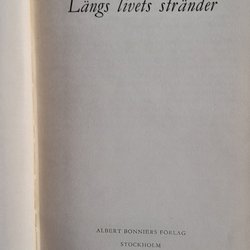 Längs livets stränder
ALBERT BONNIERS FÖRLAG
STOCKHOLM